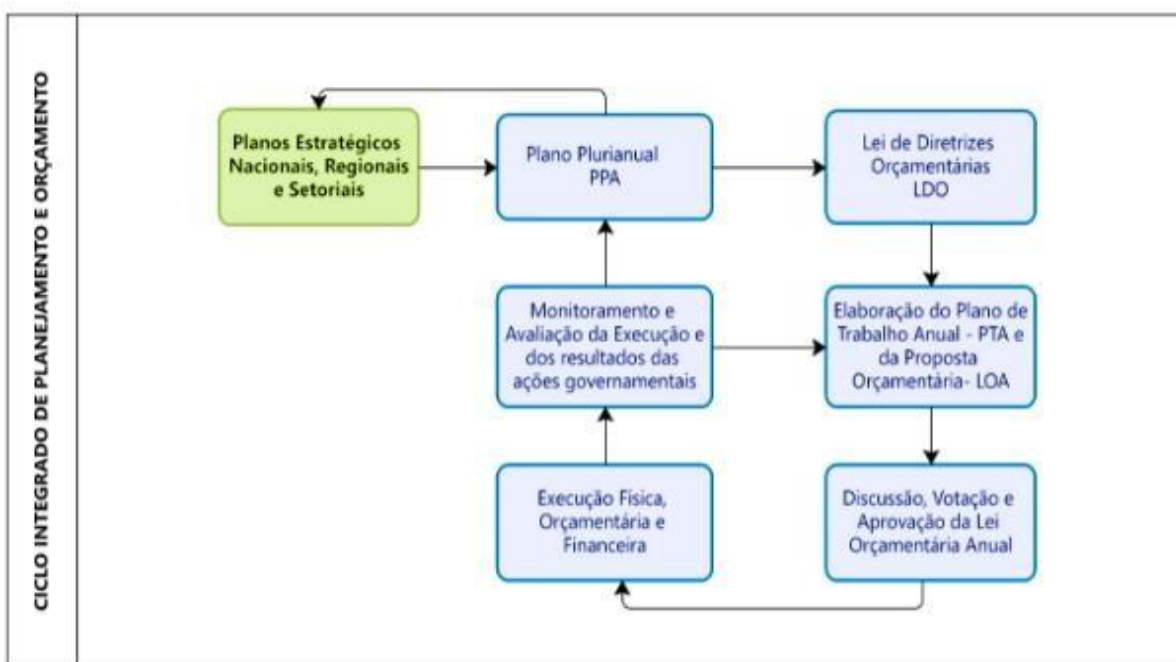 CICLO INTEGRADO DE PLANEJAMENTO E ORÇAMENTO
Planos Estratégicos
Nacionais, Regionais
e Setoriais
Plano Plurianual
PPA
Lei de Diretrizes
Orçamentárias
LDO
Monitoramento e
Avaliação da Execução e
dos resultados das
ações governamentais
Elaboração do Plano de
Trabalho Anual - PTA e
da Proposta
Orçamentária- LOA
Execução Física,
Orçamentária e
Financeira
Discussão, Votação e
Aprovação da Lei
Orçamentária Anual